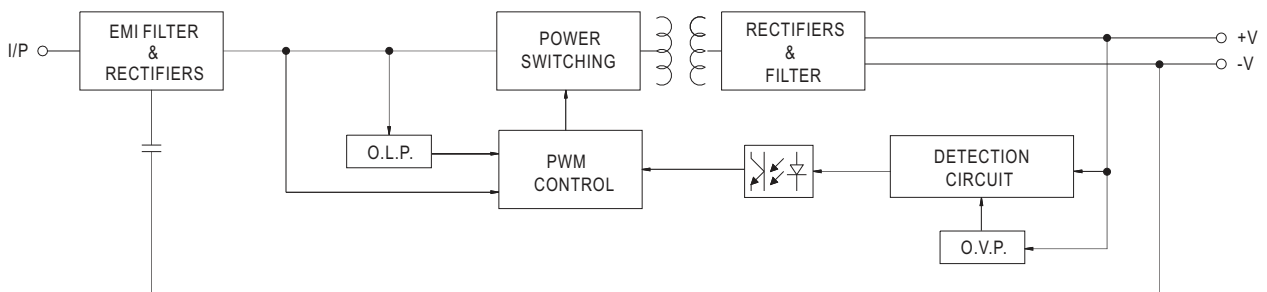 I/P
EMI FILTER
&
RECTIFIERS
POWER
SWITCHING
RECTIFIERS
&
FILTER
+V
-V
O.L.P.
PWM
CONTROL
DETECTION
CIRCUIT
O.V.P.